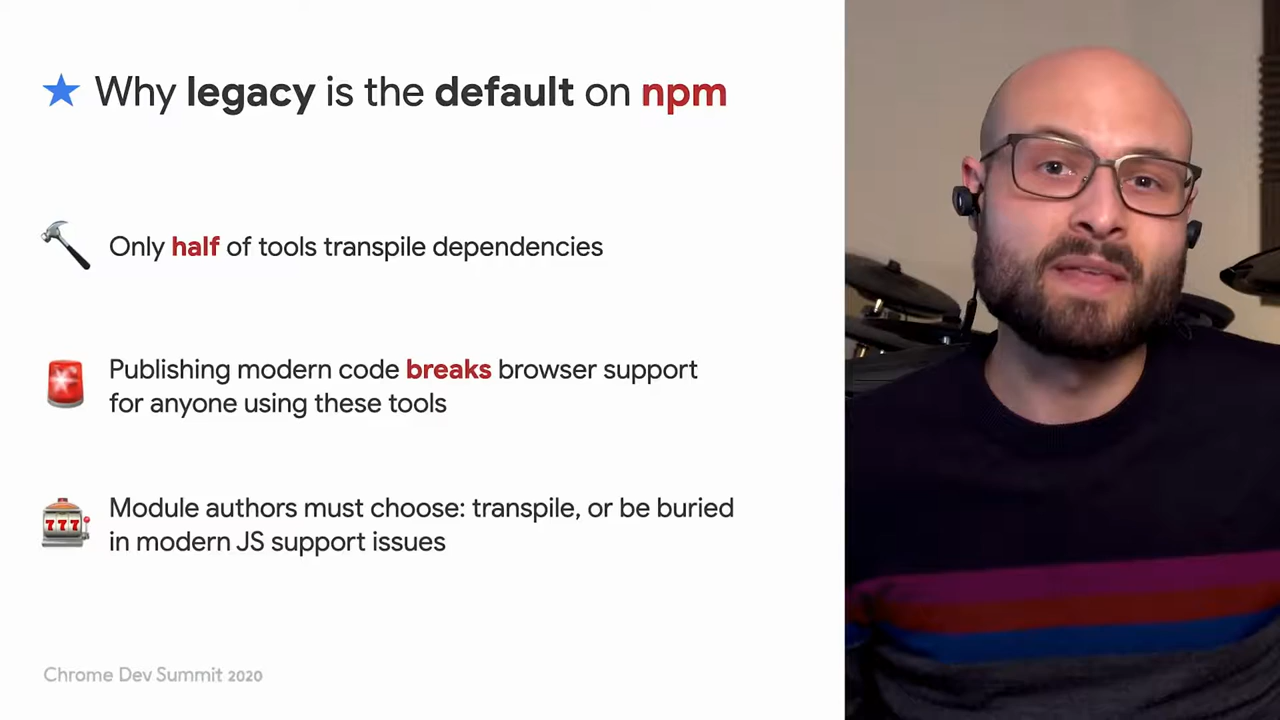 Why legacy is the default on npm
Only half of tools transpile dependencies
Publishing modern code breaks browser support
for anyone using these tools
777
Module authors must choose: transpile, or be buried
in modern JS support issues
Chrome Dev Summit 2020